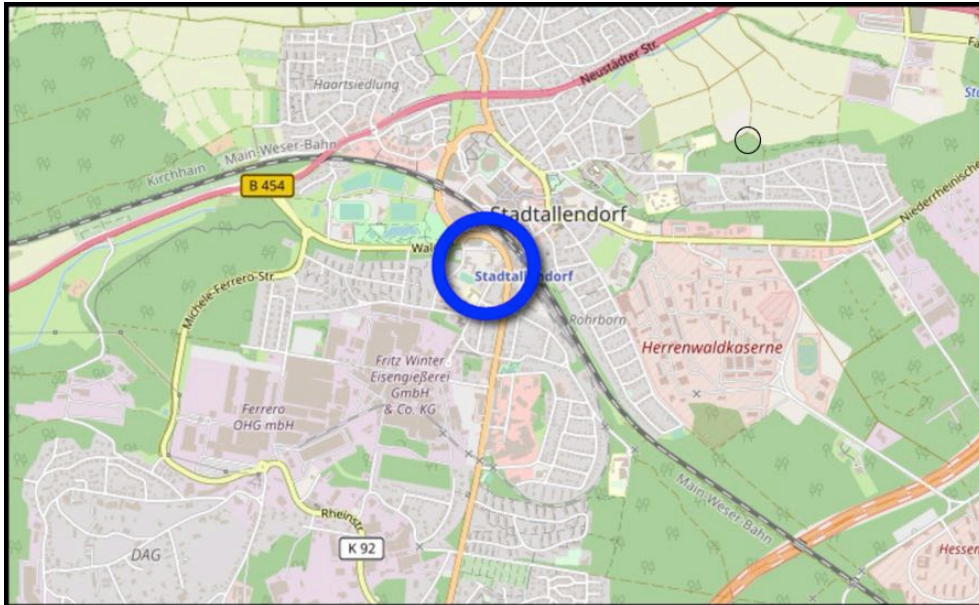 Haartsiedlung
Neustädter Str.
Main-Weser-Bahn
Kirchhain
B 454
Stadtallendorf
Niederrheinische
Stadtallendorf
Michele-Ferrero-Str.
Rohrborn
Herrenwaldkaserne
Fritz Winter
Eisengießerei
GmbH
& Co. KG
Ferrero
OHG mbH
Main-Weser-Bahn
Rheinstr.
K 92
DAG